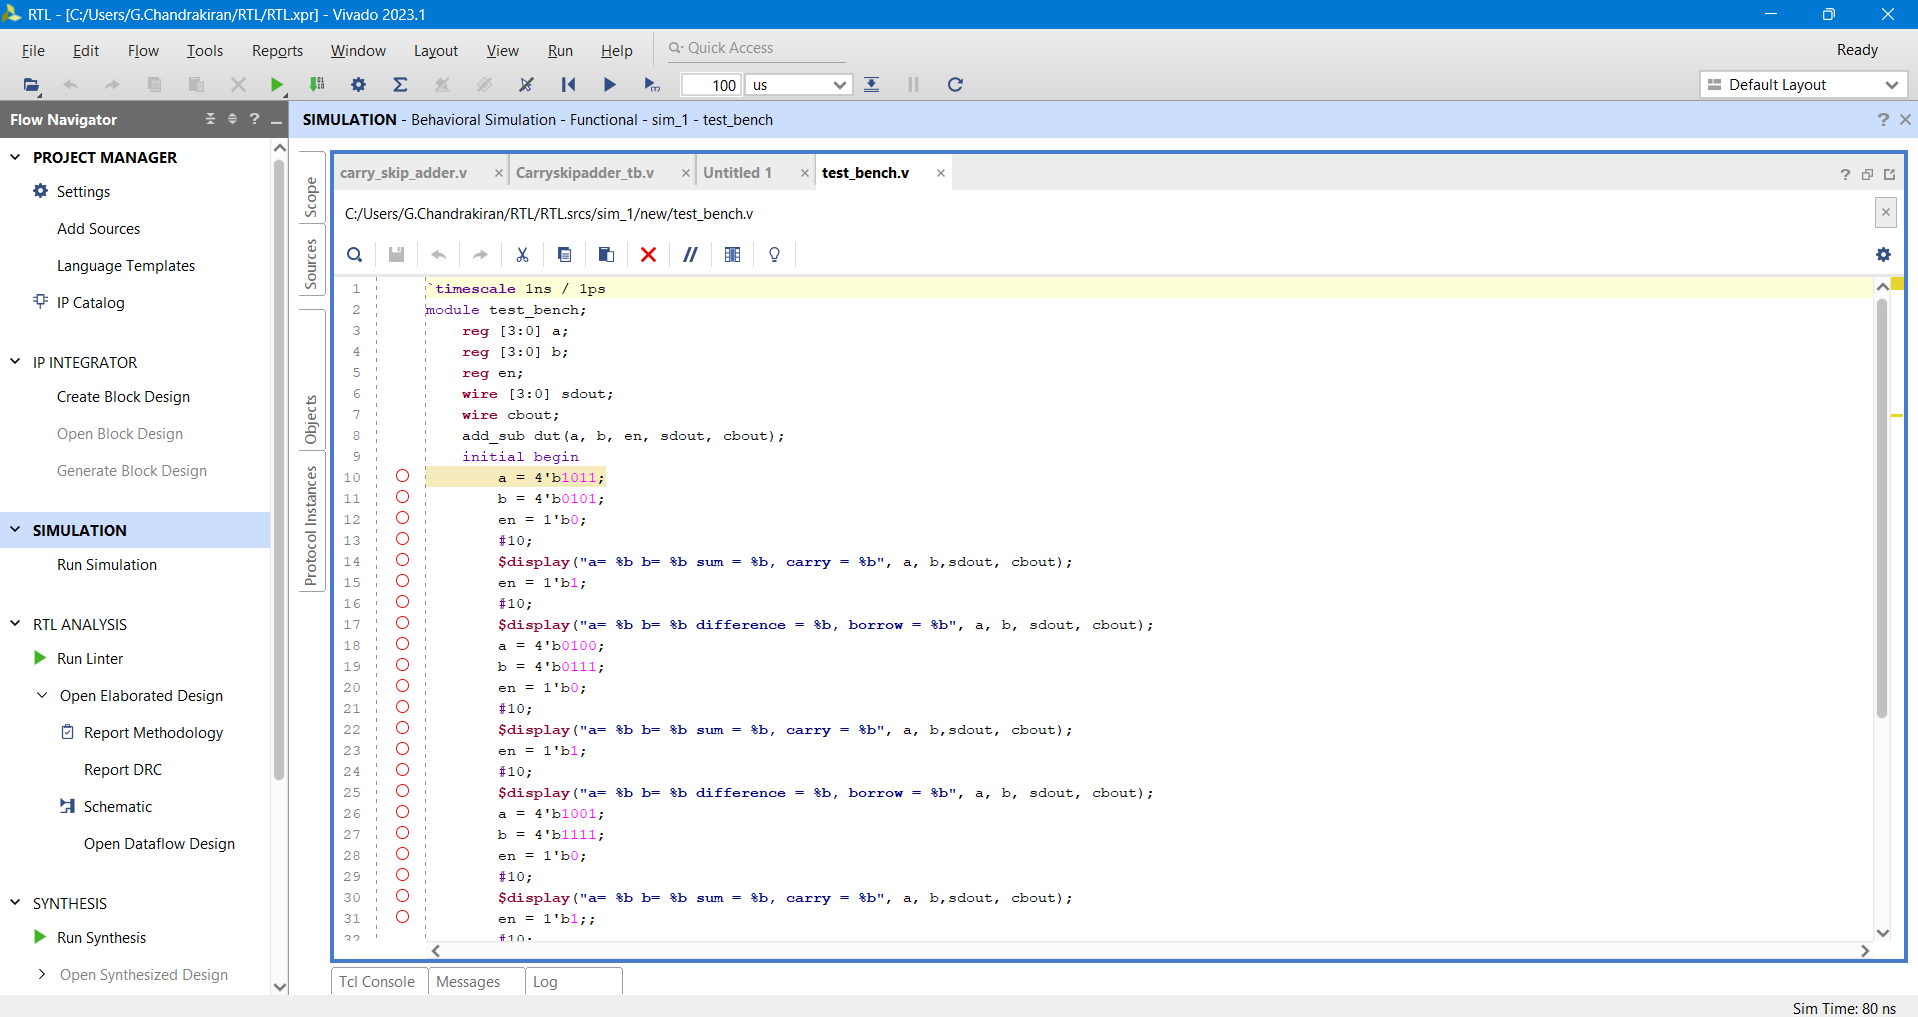 RTL - [C:/Users/G.Chandrakiran/RTL/RTL.xpr] - Vivado 2023.1
File Edit Flow Tools Reports Window Layout View Run Help Quick Access Ready
100 us Default Layout
Flow Navigator
PROJECT MANAGER
Settings
Add Sources
Language Templates
IP Catalog
IP INTEGRATOR
Create Block Design
Open Block Design
Generate Block Design
SIMULATION
Run Simulation
RTL ANALYSIS
Run Linter
Open Elaborated Design
Report Methodology
Report DRC
Schematic
Open Dataflow Design
SYNTHESIS
Run Synthesis
Open Synthesized Design
SIMULATION - Behavioral Simulation - Functional - sim_1 - test_bench
Scope
Sources
Objects
Protocol Instances
carry_skip_adder.v Carryskipadder_tb.v Untitled 1 test_bench.v
C:/Users/G.Chandrakiran/RTL/RTL.srcs/sim_1/new/test_bench.v
1 `timescale 1ns / 1ps
2 module test_bench;
3 reg [3:0] a;
4 reg [3:0] b;
5 reg en;
6 wire [3:0] sdout;
7 wire cbout;
8 add_sub dut(a, b, en, sdout, cbout);
9 initial begin
10 a = 4'b1011;
11 b = 4'b0101;
12 en = 1'b0;
13 #10;
14 $display("a= %b b= %b sum = %b, carry = %b", a, b,sdout, cbout);
15 en = 1'b1;
16 #10;
17 $display("a= %b b= %b difference = %b, borrow = %b", a, b, sdout, cbout);
18 a = 4'b0100;
19 b = 4'b0111;
20 en = 1'b0;
21 #10;
22 $display("a= %b b= %b sum = %b, carry = %b", a, b,sdout, cbout);
23 en = 1'b1;
24 #10;
25 $display("a= %b b= %b difference = %b, borrow = %b", a, b, sdout, cbout);
26 a = 4'b1001;
27 b = 4'b1111;
28 en = 1'b0;
29 #10;
30 $display("a= %b b= %b sum = %b, carry = %b", a, b,sdout, cbout);
31 en = 1'b1;;
32 #10;
Tcl Console Messages Log
Sim Time: 80 ns